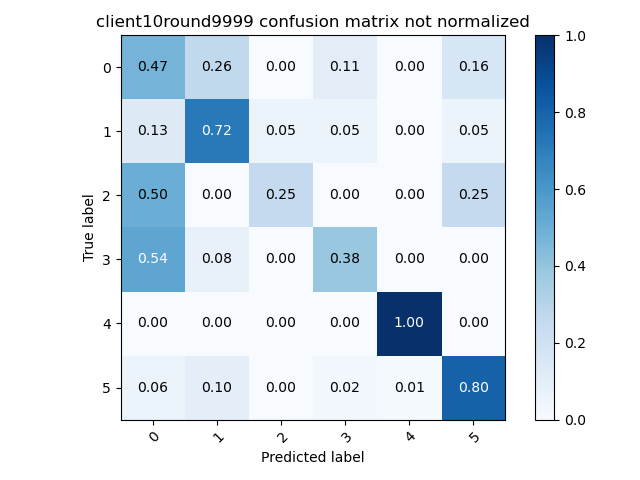 client10round9999 confusion matrix not normalized
True label
0 0.47 0.26 0.00 0.11 0.00 0.16
1 0.13 0.72 0.05 0.05 0.00 0.05
2 0.50 0.00 0.25 0.00 0.00 0.25
3 0.54 0.08 0.00 0.38 0.00 0.00
4 0.00 0.00 0.00 0.00 1.00 0.00
5 0.06 0.10 0.00 0.02 0.01 0.80
0 1 2 3 4 5
Predicted label
1.0
0.8
0.6
0.4
0.2
0.0